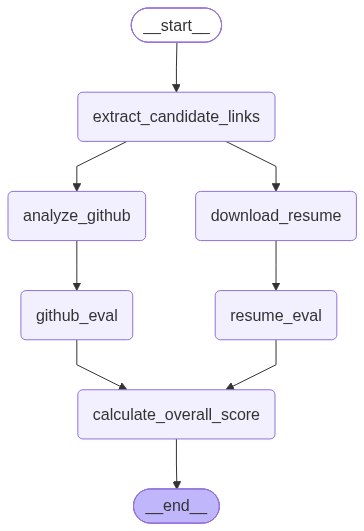 __start__
extract_candidate_links
analyze_github
download_resume
github_eval
resume_eval
calculate_overall_score
__end__